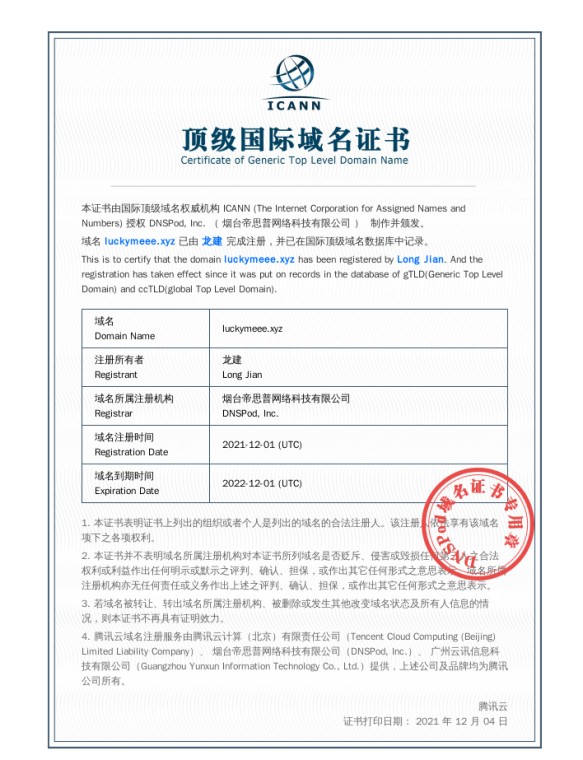 ICANN
顶级国际域名证书
Certificate of Generic Top Level Domain Name
本证书由国际顶级域名权威机构 ICANN (The Internet Corporation for Assigned Names and
Numbers) 授权 DNSPod, Inc. （ 烟台帝思普网络科技有限公司 ） 制作并颁发。
域名 luckymeee.xyz 已由 龙建 完成注册，并已在国际顶级域名数据库中记录。
This is to certify that the domain luckymeee.xyz has been registered by Long Jian. And the
registration has taken effect since it was put on records in the database of gTLD(Generic Top Level
Domain) and ccTLD(global Top Level Domain).
域名
Domain Name
luckymeee.xyz
注册所有者
Registrant
龙建
Long Jian
域名所属注册机构
Registrar
烟台帝思普网络科技有限公司
DNSPod, Inc.
域名注册时间
Registration Date
2021-12-01 (UTC)
域名到期时间
Expiration Date
2022-12-01 (UTC)
DNSPod域名证书专用章
1. 本证书表明证书上列出的组织或者个人是列出的域名的合法注册人。该注册人依法享有该域名
项下之各项权利。
2. 本证书并不表明域名所属注册机构对本证书所列域名是否贬斥、侵害或毁损任何第三人之合法
权利或利益作出任何明示或默示之评判、确认、担保，或作出其它任何形式之意思表示。域名所属
注册机构亦无任何责任或义务作出上述之评判、确认、担保，或作出其它任何形式之意思表示。
3. 若域名被转让、转出域名所属注册机构、被删除或发生其他改变域名状态及所有人信息的情
况，则本证书不再具有证明效力。
4. 腾讯云域名注册服务由腾讯云计算（北京）有限责任公司（Tencent Cloud Computing (Beijing)
Limited Liability Company）、 烟台帝思普网络科技有限公司（DNSPod, Inc.）、 广州云讯信息科
技有限公司（Guangzhou Yunxun Information Technology Co., Ltd.）提供，上述公司及品牌均为腾讯
公司所有。
腾讯云
证书打印日期： 2021 年 12 月 04 日